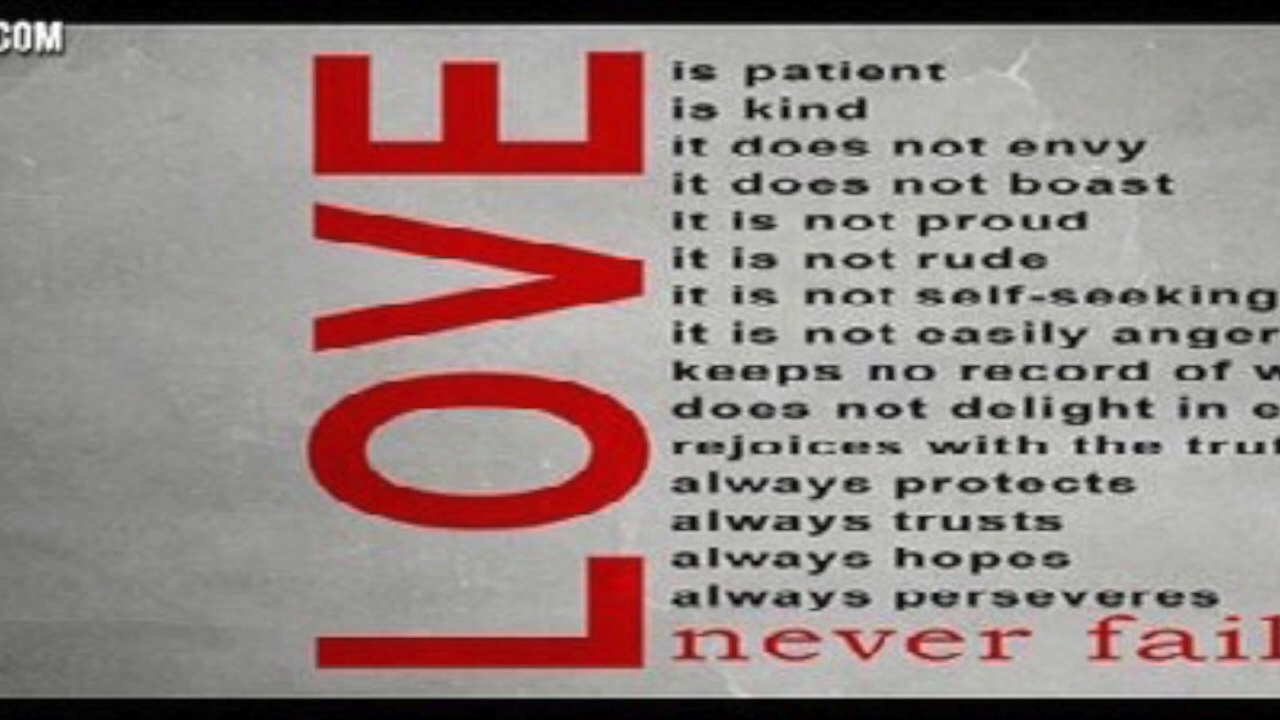 .COM
LOVE
is patient
is kind
it does not envy
it does not boast
it is not proud
it is not rude
it is not self-seeking
it is not easily anger
keeps no record of w
does not delight in e
rejoices with the trut
always protects
always trusts
always hopes
always perseveres
never fail